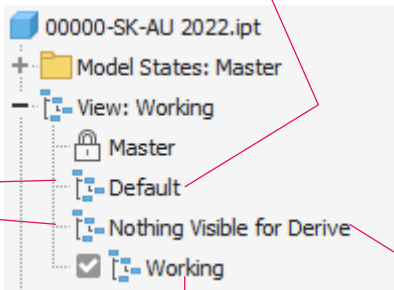 00000-SK-AU 2022.ipt
Model States: Master
View: Working
Master
Default
Nothing Visible for Derive
Working